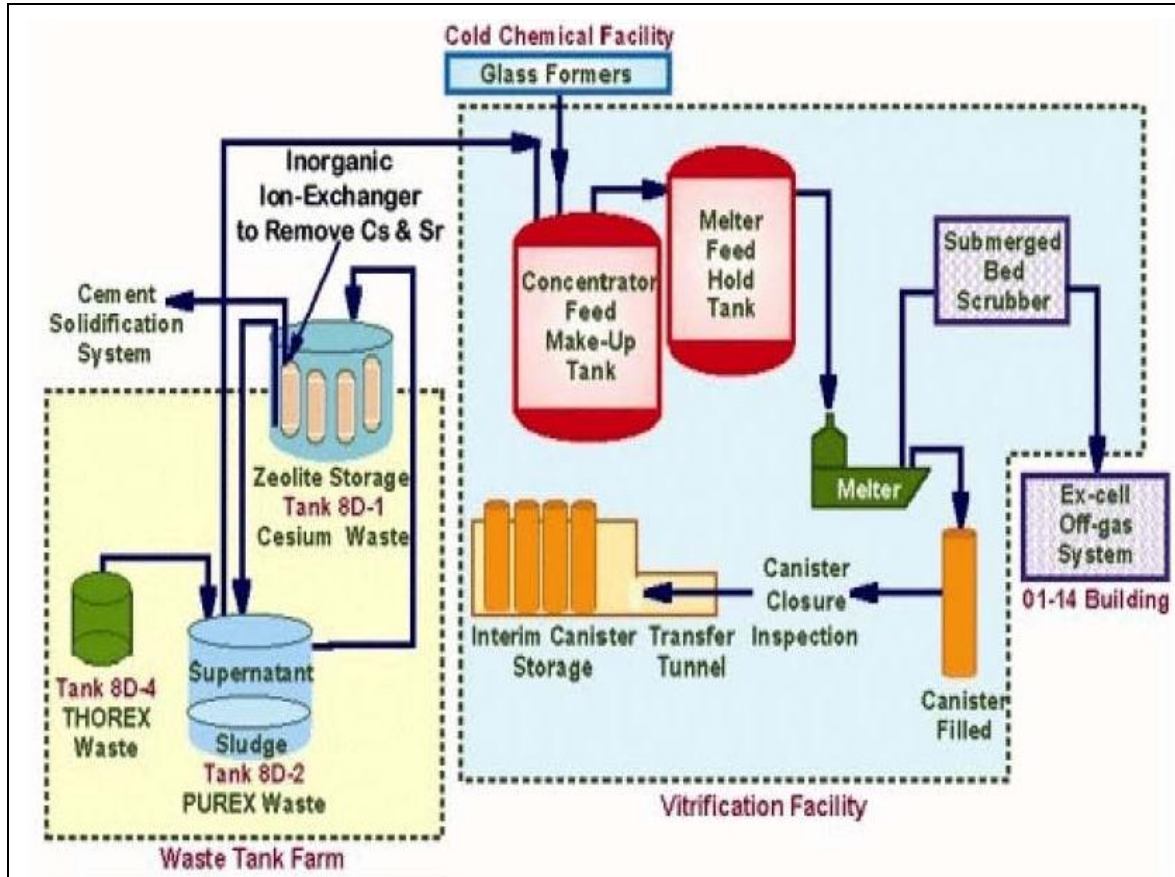 Cold Chemical Facility
Glass Formers
Inorganic
Ion-Exchanger
to Remove Cs & Sr
Cement
Solidification
System
Zeolite Storage
Tank 8D-1
Cesium Waste
Tank 8D-4
THOREX
Waste
Supernatant
Sludge
Tank 8D-2
PUREX Waste
Waste Tank Farm
Concentrator
Feed
Make-Up
Tank
Melter
Feed
Hold
Tank
Submerged
Bed
Scrubber
Melter
Ex-cell
Off-gas
System
01-14 Building
Canister
Closure
Inspection
Interim Canister
Storage
Transfer
Tunnel
Canister
Filled
Vitrification Facility